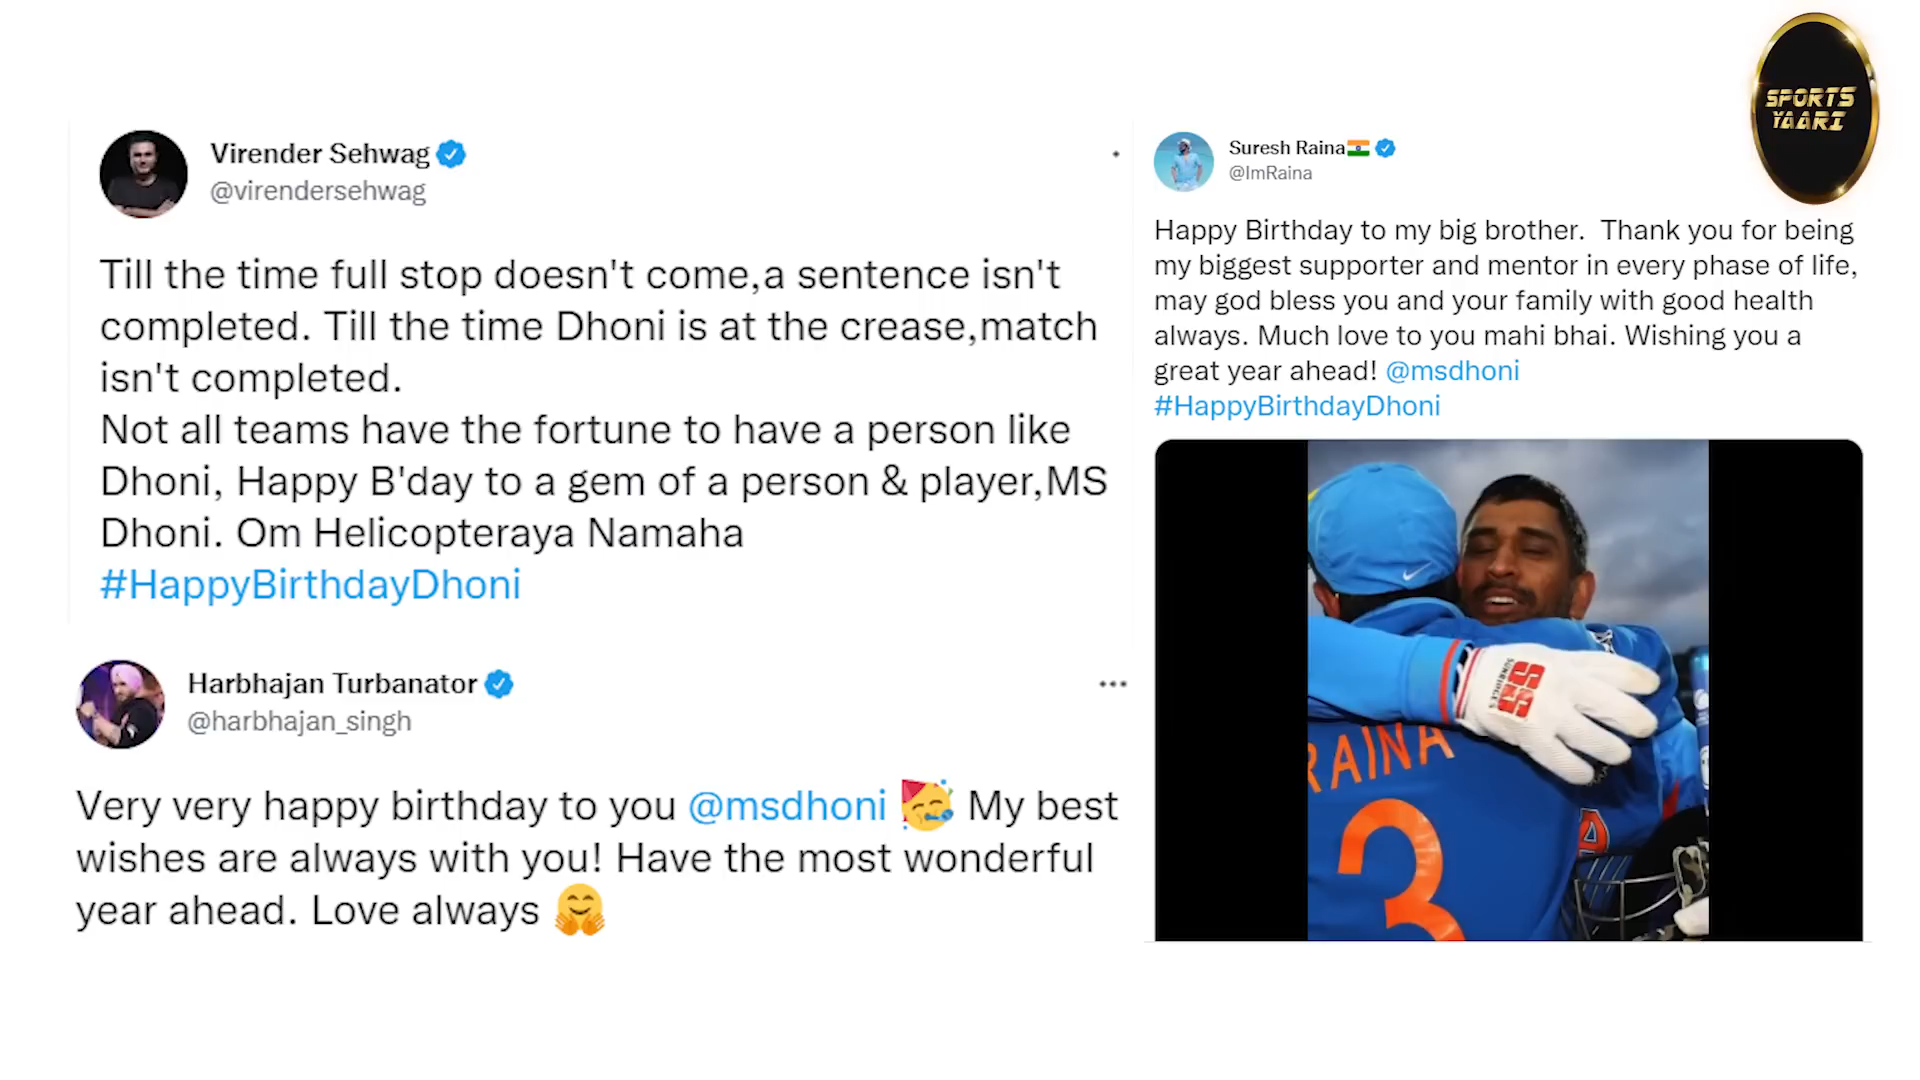 Virender Sehwag
@virendersehwag
Till the time full stop doesn't come,a sentence isn't
completed. Till the time Dhoni is at the crease,match
isn't completed.
Not all teams have the fortune to have a person like
Dhoni, Happy B'day to a gem of a person & player,MS
Dhoni. Om Helicopteraya Namaha
#HappyBirthdayDhoni
Harbhajan Turbanator
@harbhajan_singh
Very very happy birthday to you @msdhoni 🥳 My best
wishes are always with you! Have the most wonderful
year ahead. Love always 🤗
Suresh Raina🇮🇳
@ImRaina
Happy Birthday to my big brother.  Thank you for being
my biggest supporter and mentor in every phase of life,
may god bless you and your family with good health
always. Much love to you mahi bhai. Wishing you a
great year ahead! @msdhoni
#HappyBirthdayDhoni
SS
SUNRIDGES
RAINA
3
SPORTS
YAARI